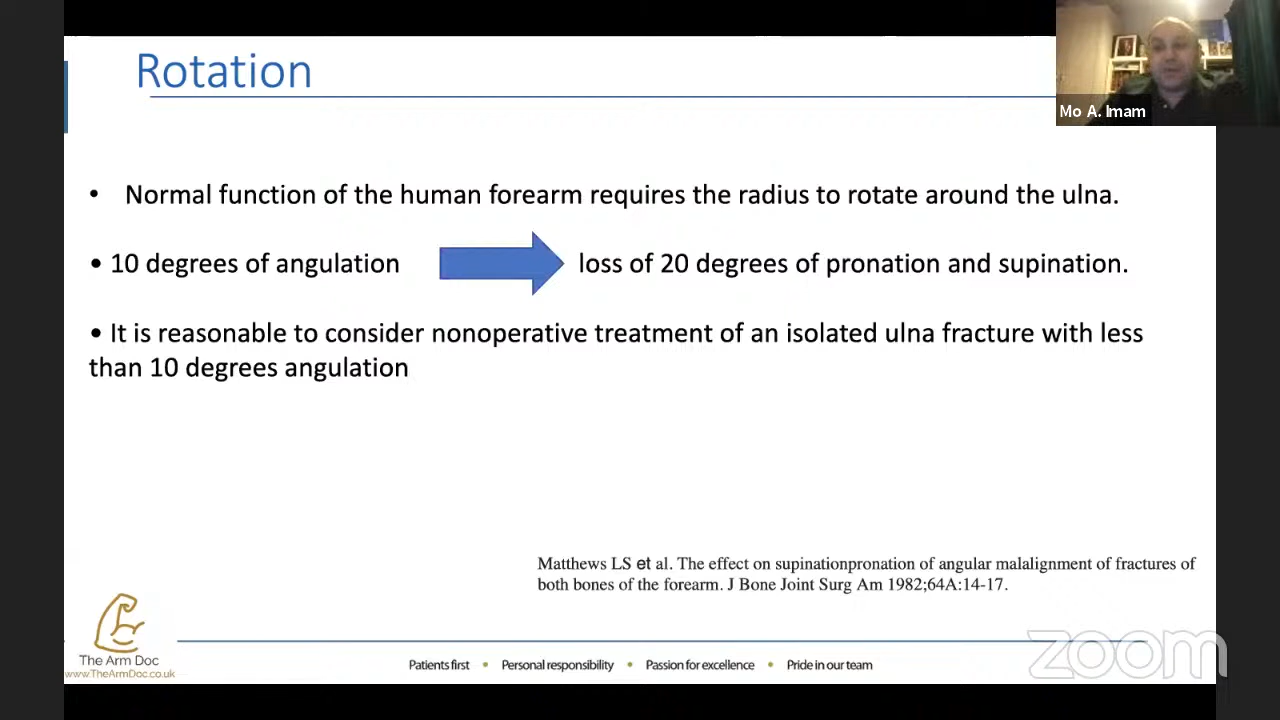 Rotation
Mo A. Imam
• Normal function of the human forearm requires the radius to rotate around the ulna.
• 10 degrees of angulation loss of 20 degrees of pronation and supination.
• It is reasonable to consider nonoperative treatment of an isolated ulna fracture with less
than 10 degrees angulation
Matthews LS et al. The effect on supinationpronation of angular malalignment of fractures of
both bones of the forearm. J Bone Joint Surg Am 1982;64A:14-17.
The Arm Doc
www.TheArmDoc.co.uk
Patients first • Personal responsibility • Passion for excellence • Pride in our team
zoom